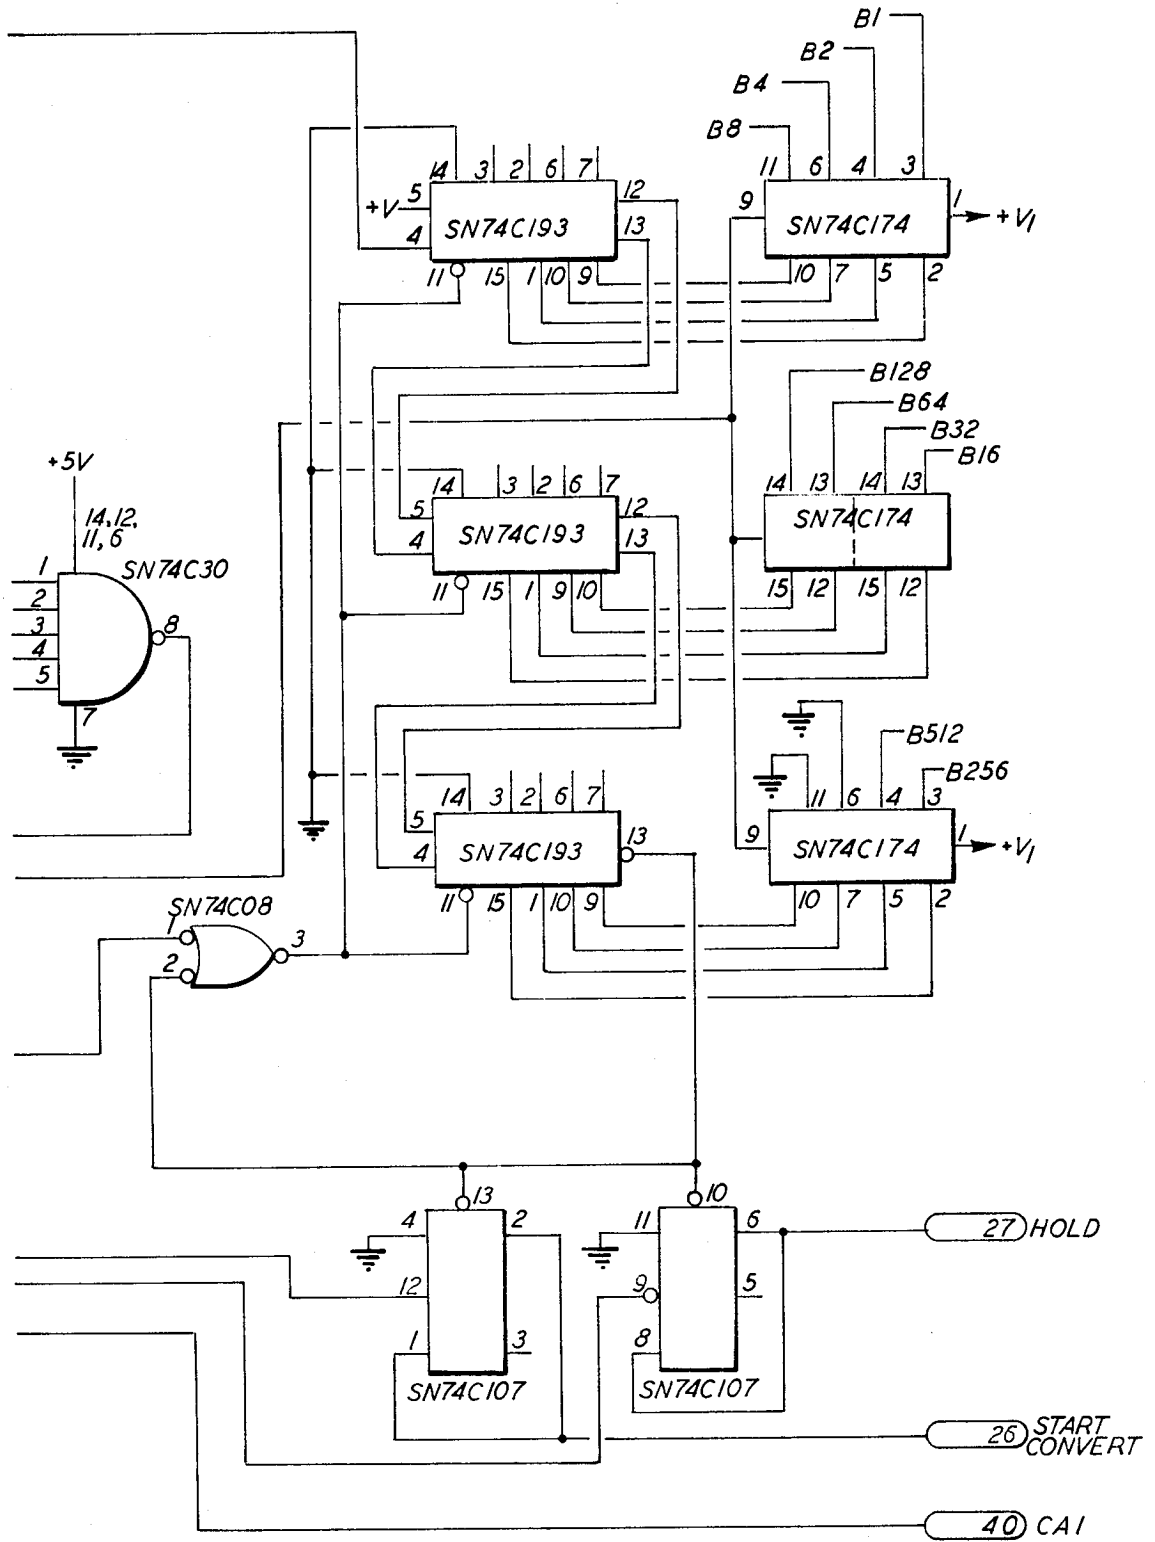 B1
B2
B4
B8
14 3 2 6 7
11 6 4 3
+V 5 12
SN74C193
4 13
11 15 1 10 9
9 1 +V1
SN74C174
10 7 5 2
B128
B64
B32
B16
+5V
14,12,
11,6
SN74C30
1
2
3
4
5
8
7
14 3 2 6 7
5 12
SN74C193
4 13
11 15 1 9 10
14 13 14 13
SN74C174
15 12 15 12
B512
B256
14 3 2 6 7
5 13
SN74C193
4
11 15 1 10 9
11 6 4 3
9 1 +V1
SN74C174
10 7 5 2
SN74C08
1
2
3
13
4 2
12
1 3
SN74C107
10
11 6
9 5
8
SN74C107
27 HOLD
26 START
CONVERT
40 CA1